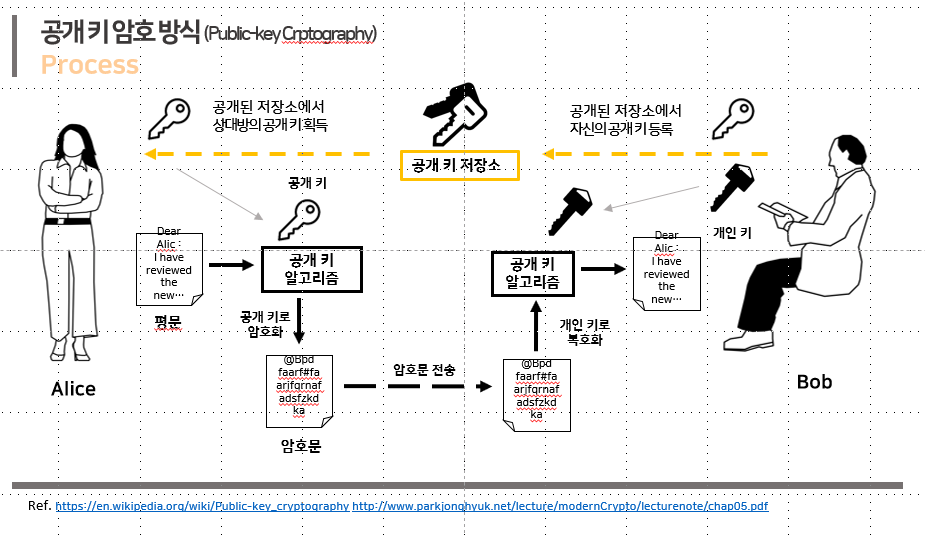 공개 키 암호 방식 (Public-key Crptography)
Process
공개된 저장소에서
상대방의 공개 키 획득
공개된 저장소에서
자신의 공개 키 등록
공개 키 저장소
공개 키
개인 키
Dear
Alic :
I have
reviewed
the
new…
평문
공개 키
알고리즘
공개 키
알고리즘
Dear
Alic :
I have
reviewed
the
new…
공개 키로
암호화
개인 키로
복호화
@Bpd
faarf#fa
arjfqrnaf
adsfzkd
ka
암호문
암호문 전송
@Bpd
faarf#fa
arjfqrnaf
adsfzkd
ka
Alice
Bob
Ref. https://en.wikipedia.org/wiki/Public-key_cryptography http://www.parkjonghyuk.net/lecture/modernCrypto/lecturenote/chap05.pdf